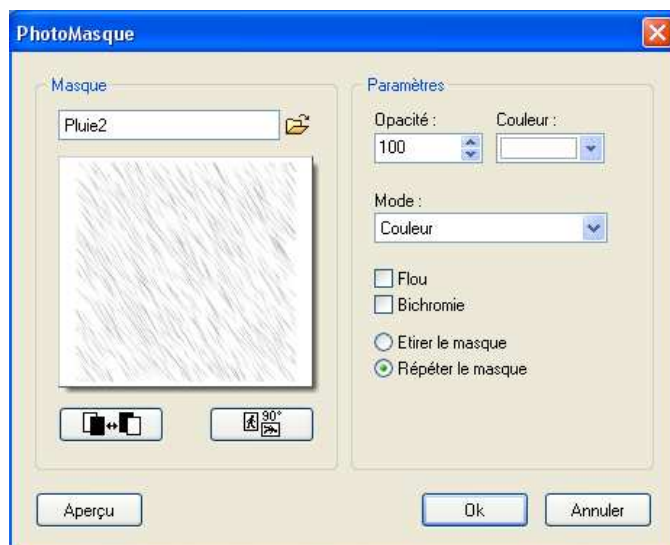 PhotoMasque
Masque
Pluie2
90°
Paramètres
Opacité :
Couleur :
100
Mode :
Couleur
Flou
Bichromie
Etirer le masque
Répéter le masque
Aperçu
Ok
Annuler